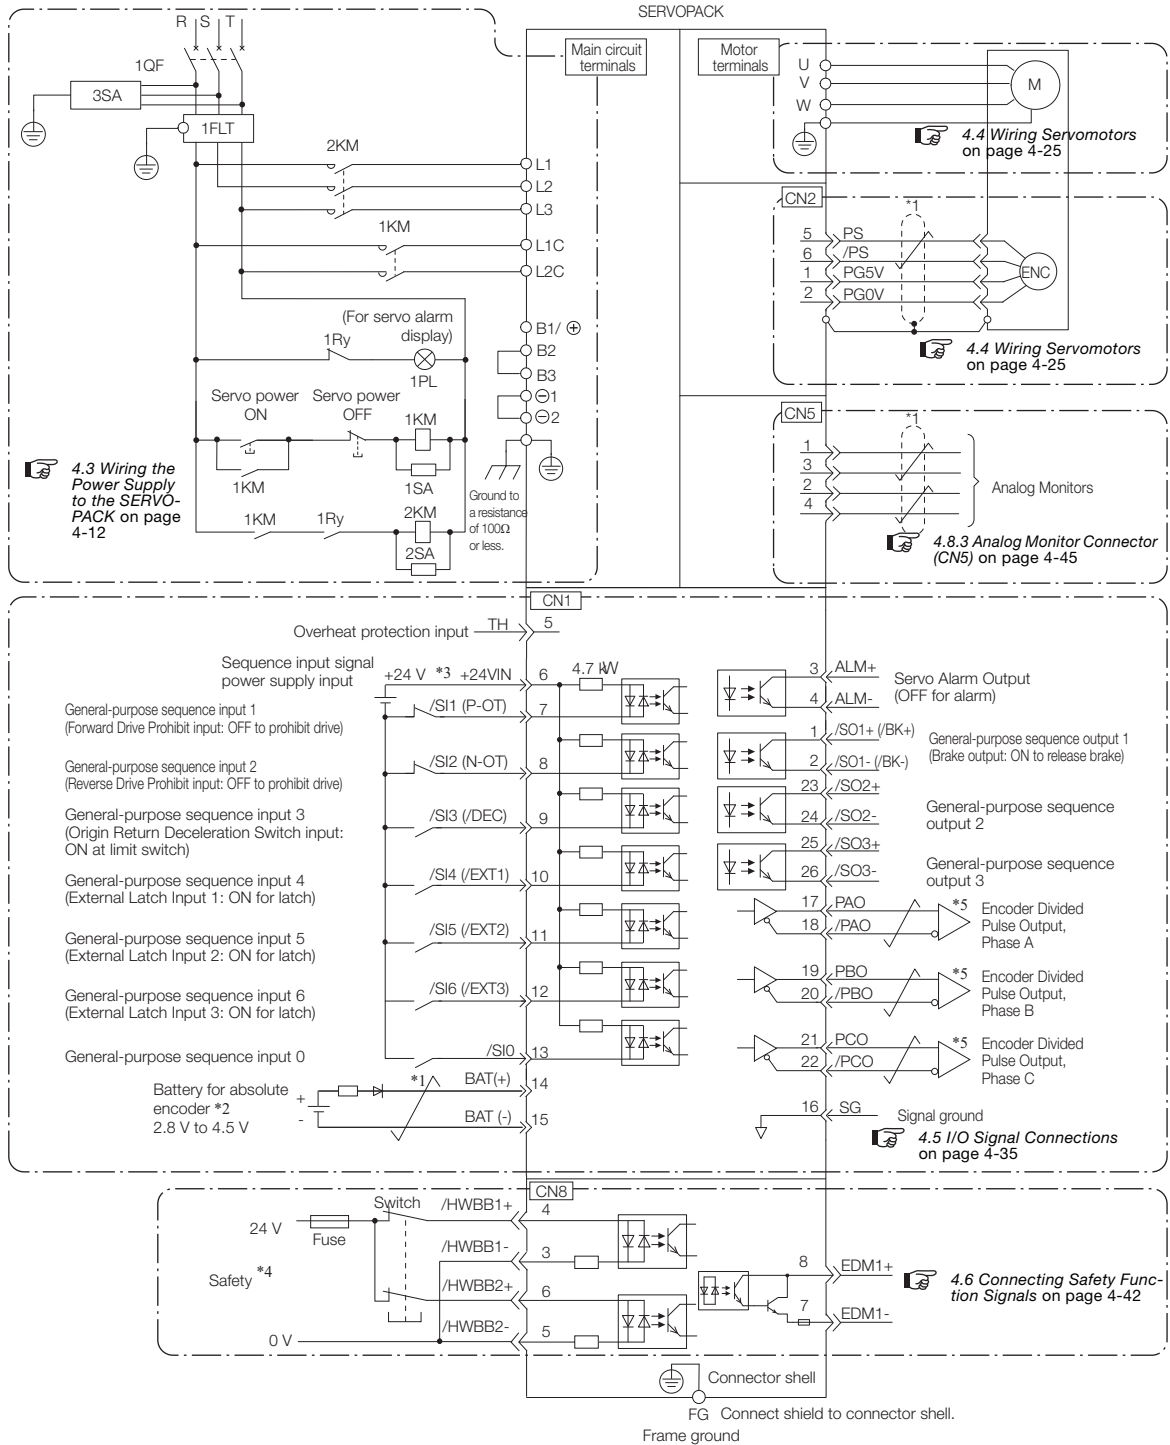 SERVOPACK
R S T
1QF
3SA
1FLT
2KM
1KM
Main circuit
terminals
L1
L2
L3
L1C
L2C
B1/ ⊕
B2
B3
⊖1
⊖2
(For servo alarm
display)
1Ry
1PL
Servo power
ON
Servo power
OFF
1KM
1KM
1SA
1KM
1Ry
2KM
2SA
Ground to
a resistance
of 100Ω
or less.
4.3 Wiring the
Power Supply
to the SERVO-
PACK on page
4-12
Motor
terminals
U
V
W
M
4.4 Wiring Servomotors
on page 4-25
CN2
*1
5 PS
6 /PS
1 PG5V
2 PG0V
ENC
4.4 Wiring Servomotors
on page 4-25
CN5
*1
1
3
2
4
Analog Monitors
4.8.3 Analog Monitor Connector
(CN5) on page 4-45
CN1
Overheat protection input TH 5
Sequence input signal
power supply input
+24 V *3 +24VIN 6 4.7 kW
General-purpose sequence input 1
(Forward Drive Prohibit input: OFF to prohibit drive)
/SI1 (P-OT) 7
General-purpose sequence input 2
(Reverse Drive Prohibit input: OFF to prohibit drive)
/SI2 (N-OT) 8
General-purpose sequence input 3
(Origin Return Deceleration Switch input:
ON at limit switch)
/SI3 (/DEC) 9
General-purpose sequence input 4
(External Latch Input 1: ON for latch)
/SI4 (/EXT1) 10
General-purpose sequence input 5
(External Latch Input 2: ON for latch)
/SI5 (/EXT2) 11
General-purpose sequence input 6
(External Latch Input 3: ON for latch)
/SI6 (/EXT3) 12
General-purpose sequence input 0
/SI0 13
Battery for absolute
encoder *2
2.8 V to 4.5 V
+
-
*1
BAT(+) 14
BAT (-) 15
3 ALM+
4 ALM-
Servo Alarm Output
(OFF for alarm)
1 /SO1+ (/BK+)
2 /SO1- (/BK-)
General-purpose sequence output 1
(Brake output: ON to release brake)
23 /SO2+
24 /SO2-
General-purpose sequence
output 2
25 /SO3+
26 /SO3-
General-purpose sequence
output 3
17 PAO
18 /PAO
*5
Encoder Divided
Pulse Output,
Phase A
19 PBO
20 /PBO
*5
Encoder Divided
Pulse Output,
Phase B
21 PCO
22 /PCO
*5
Encoder Divided
Pulse Output,
Phase C
16 SG
Signal ground
4.5 I/O Signal Connections
on page 4-35
CN8
24 V
Fuse
Switch
Safety *4
0 V
/HWBB1+ 4
/HWBB1- 3
/HWBB2+ 6
/HWBB2- 5
8 EDM1+
7 EDM1-
4.6 Connecting Safety Func-
tion Signals on page 4-42
Connector shell
FG Connect shield to connector shell.
Frame ground